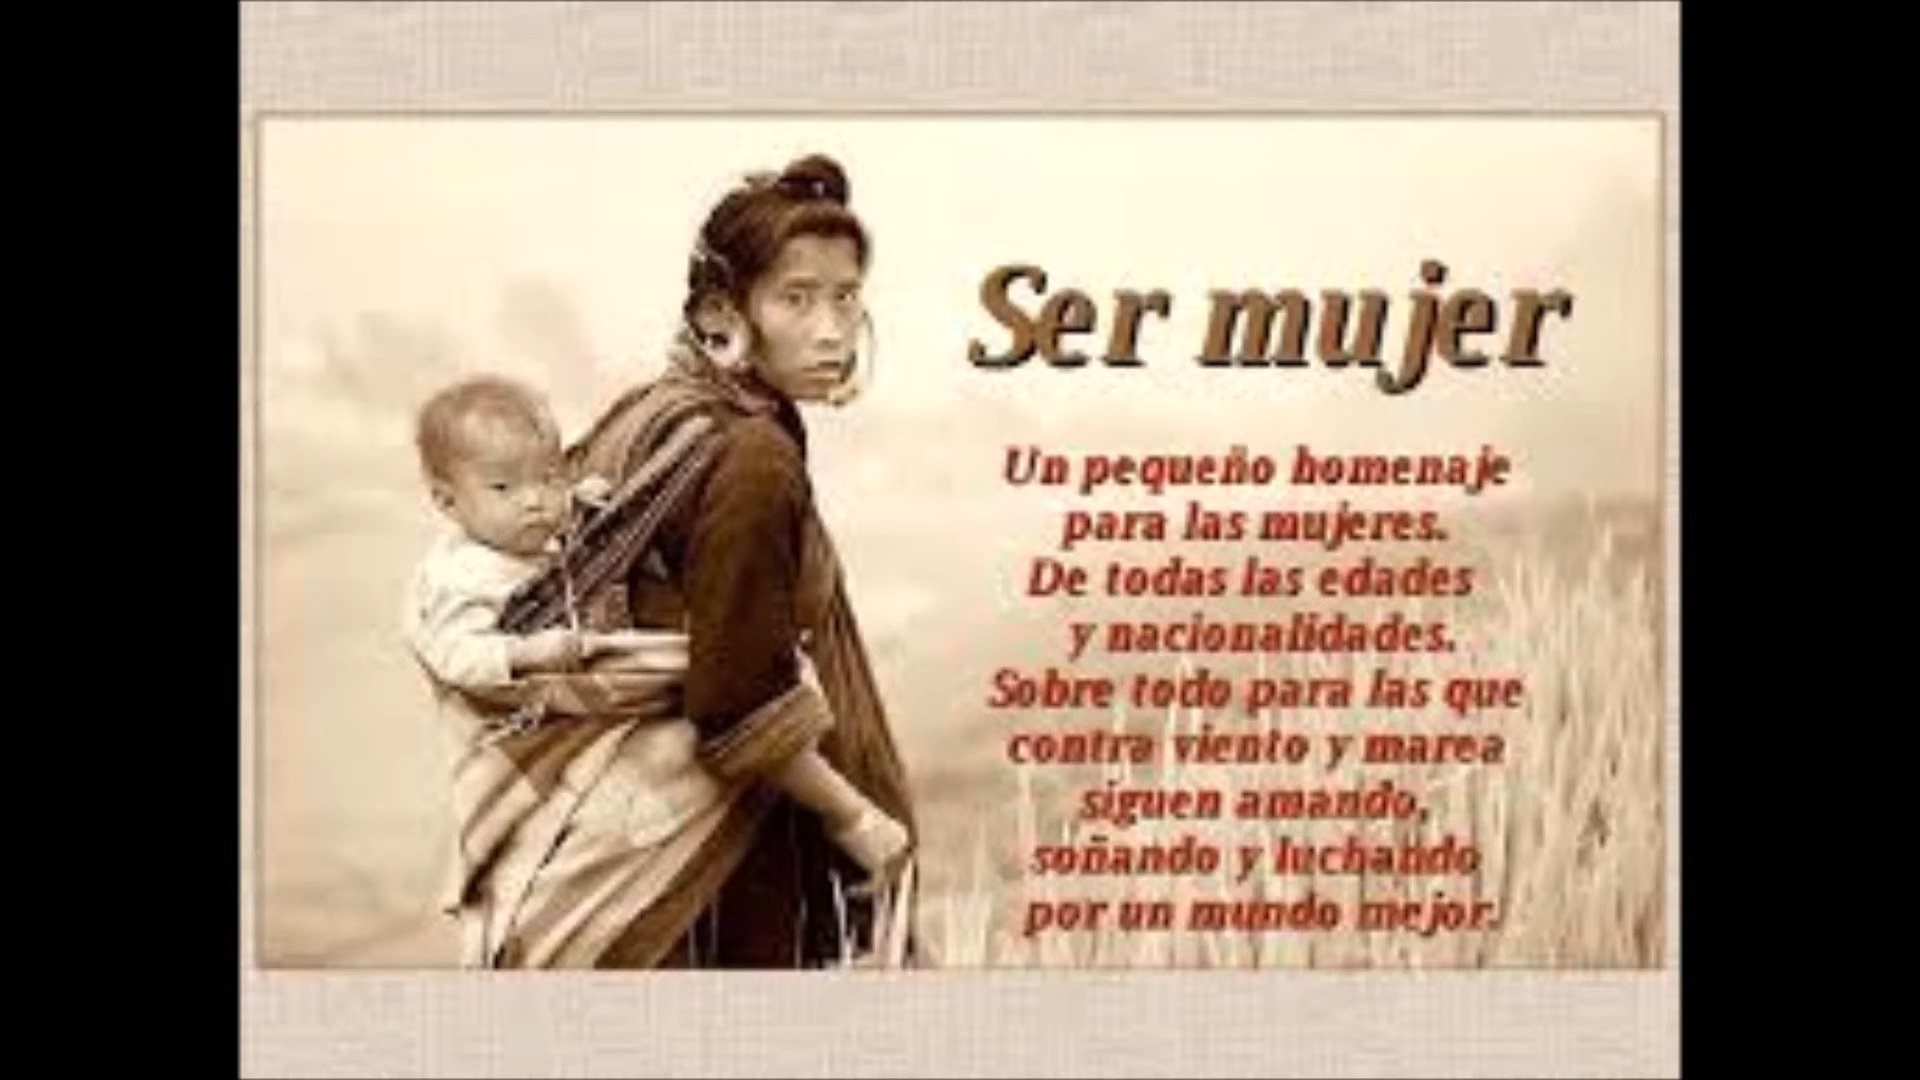 Ser mujer
Un pequeño homenaje
para las mujeres.
De todas las edades
y nacionalidades.
Sobre todo para las que
contra viento y marea
siguen amando,
soñando y luchando
por un mundo mejor.